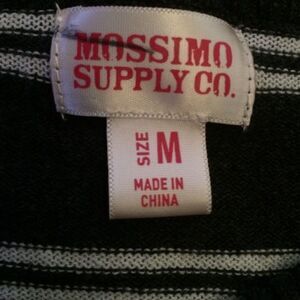 MOSSIMO
SUPPLY CO.
SIZE M
MADE IN
CHINA